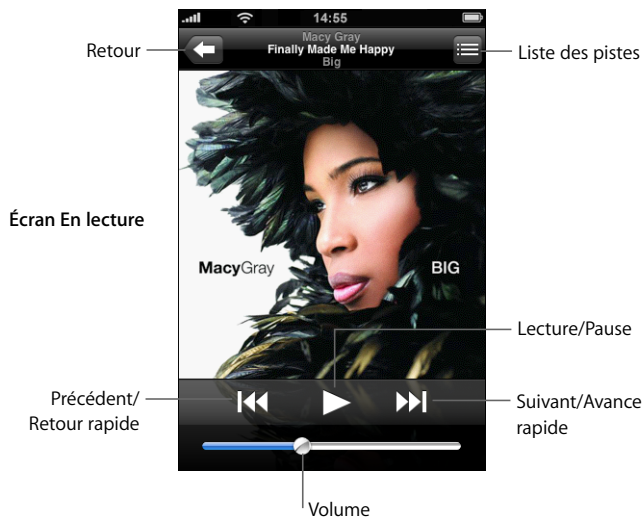 14:55
Macy Gray
Retour
Finally Made Me Happy
Liste des pistes
Big
Écran En lecture
MacyGray
BIG
Lecture/Pause
Précédent/
Retour rapide
Suivant/Avance
rapide
Volume